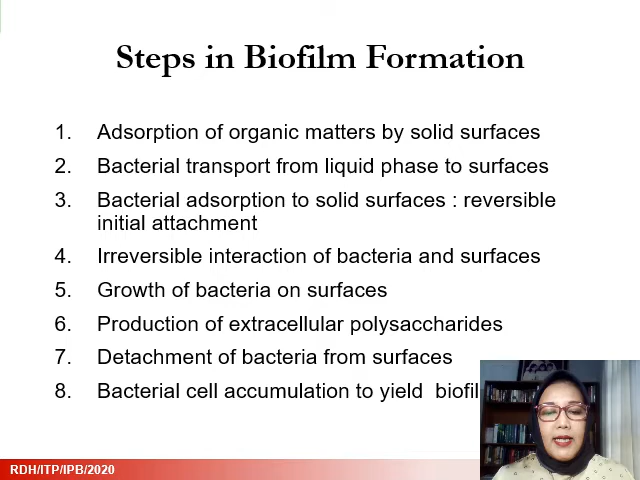 Steps in Biofilm Formation
1. Adsorption of organic matters by solid surfaces
2. Bacterial transport from liquid phase to surfaces
3. Bacterial adsorption to solid surfaces : reversible
initial attachment
4. Irreversible interaction of bacteria and surfaces
5. Growth of bacteria on surfaces
6. Production of extracellular polysaccharides
7. Detachment of bacteria from surfaces
8. Bacterial cell accumulation to yield
RDH/ITP/IPB/2020